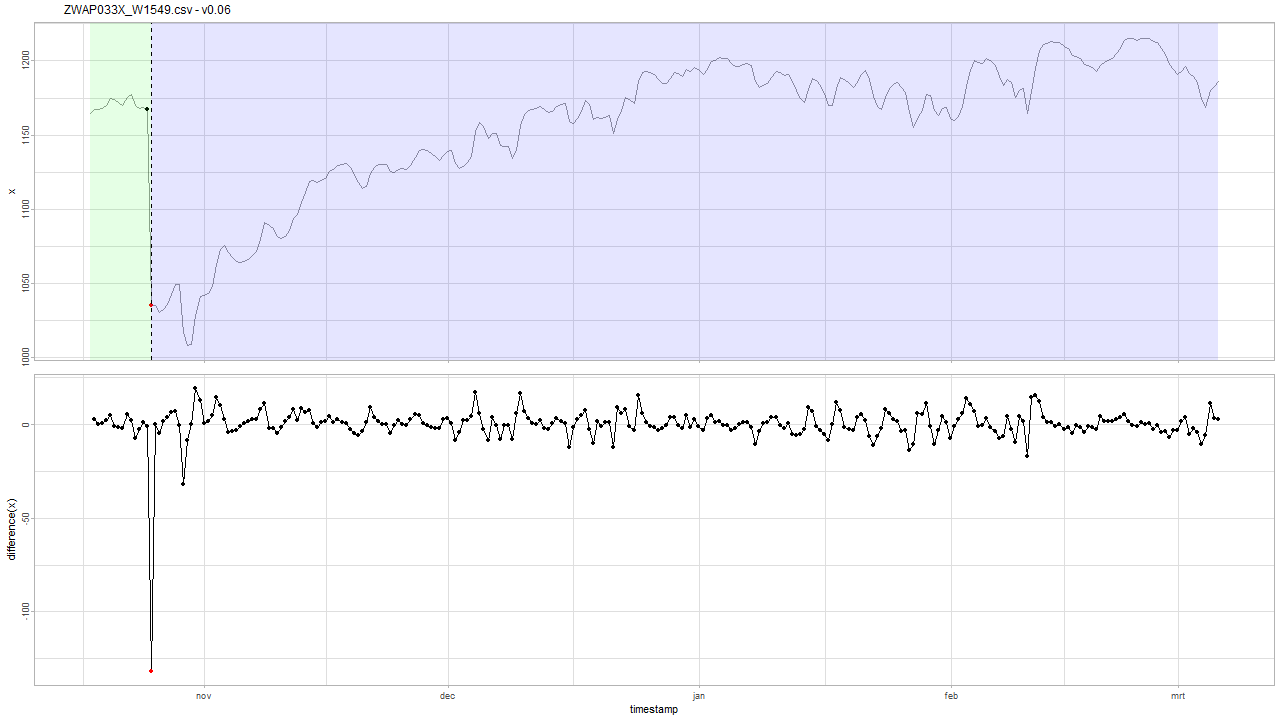 ZWAP033X_W1549.csv - v0.06
1200
1150
1100
1050
1000
x
0
-50
-100
difference(x)
nov
dec
jan
feb
mrt
timestamp